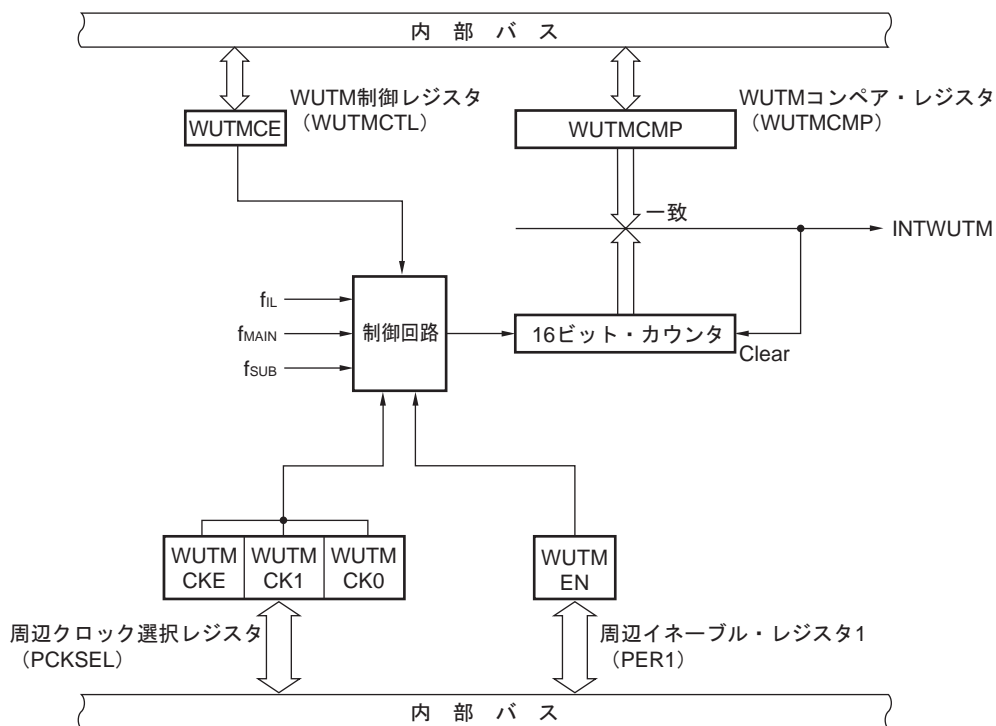 内 部 バ ス
WUTM制御レジスタ
（WUTMCTL）
WUTMCE
WUTMコンペア・レジスタ
（WUTMCMP）
WUTMCMP
一致
INTWUTM
fIL
fMAIN
fSUB
制御回路
16ビット・カウンタ
Clear
WUTM
CKE
WUTM
CK1
WUTM
CK0
WUTM
EN
周辺クロック選択レジスタ
（PCKSEL）
周辺イネーブル・レジスタ1
（PER1）
内 部 バ ス